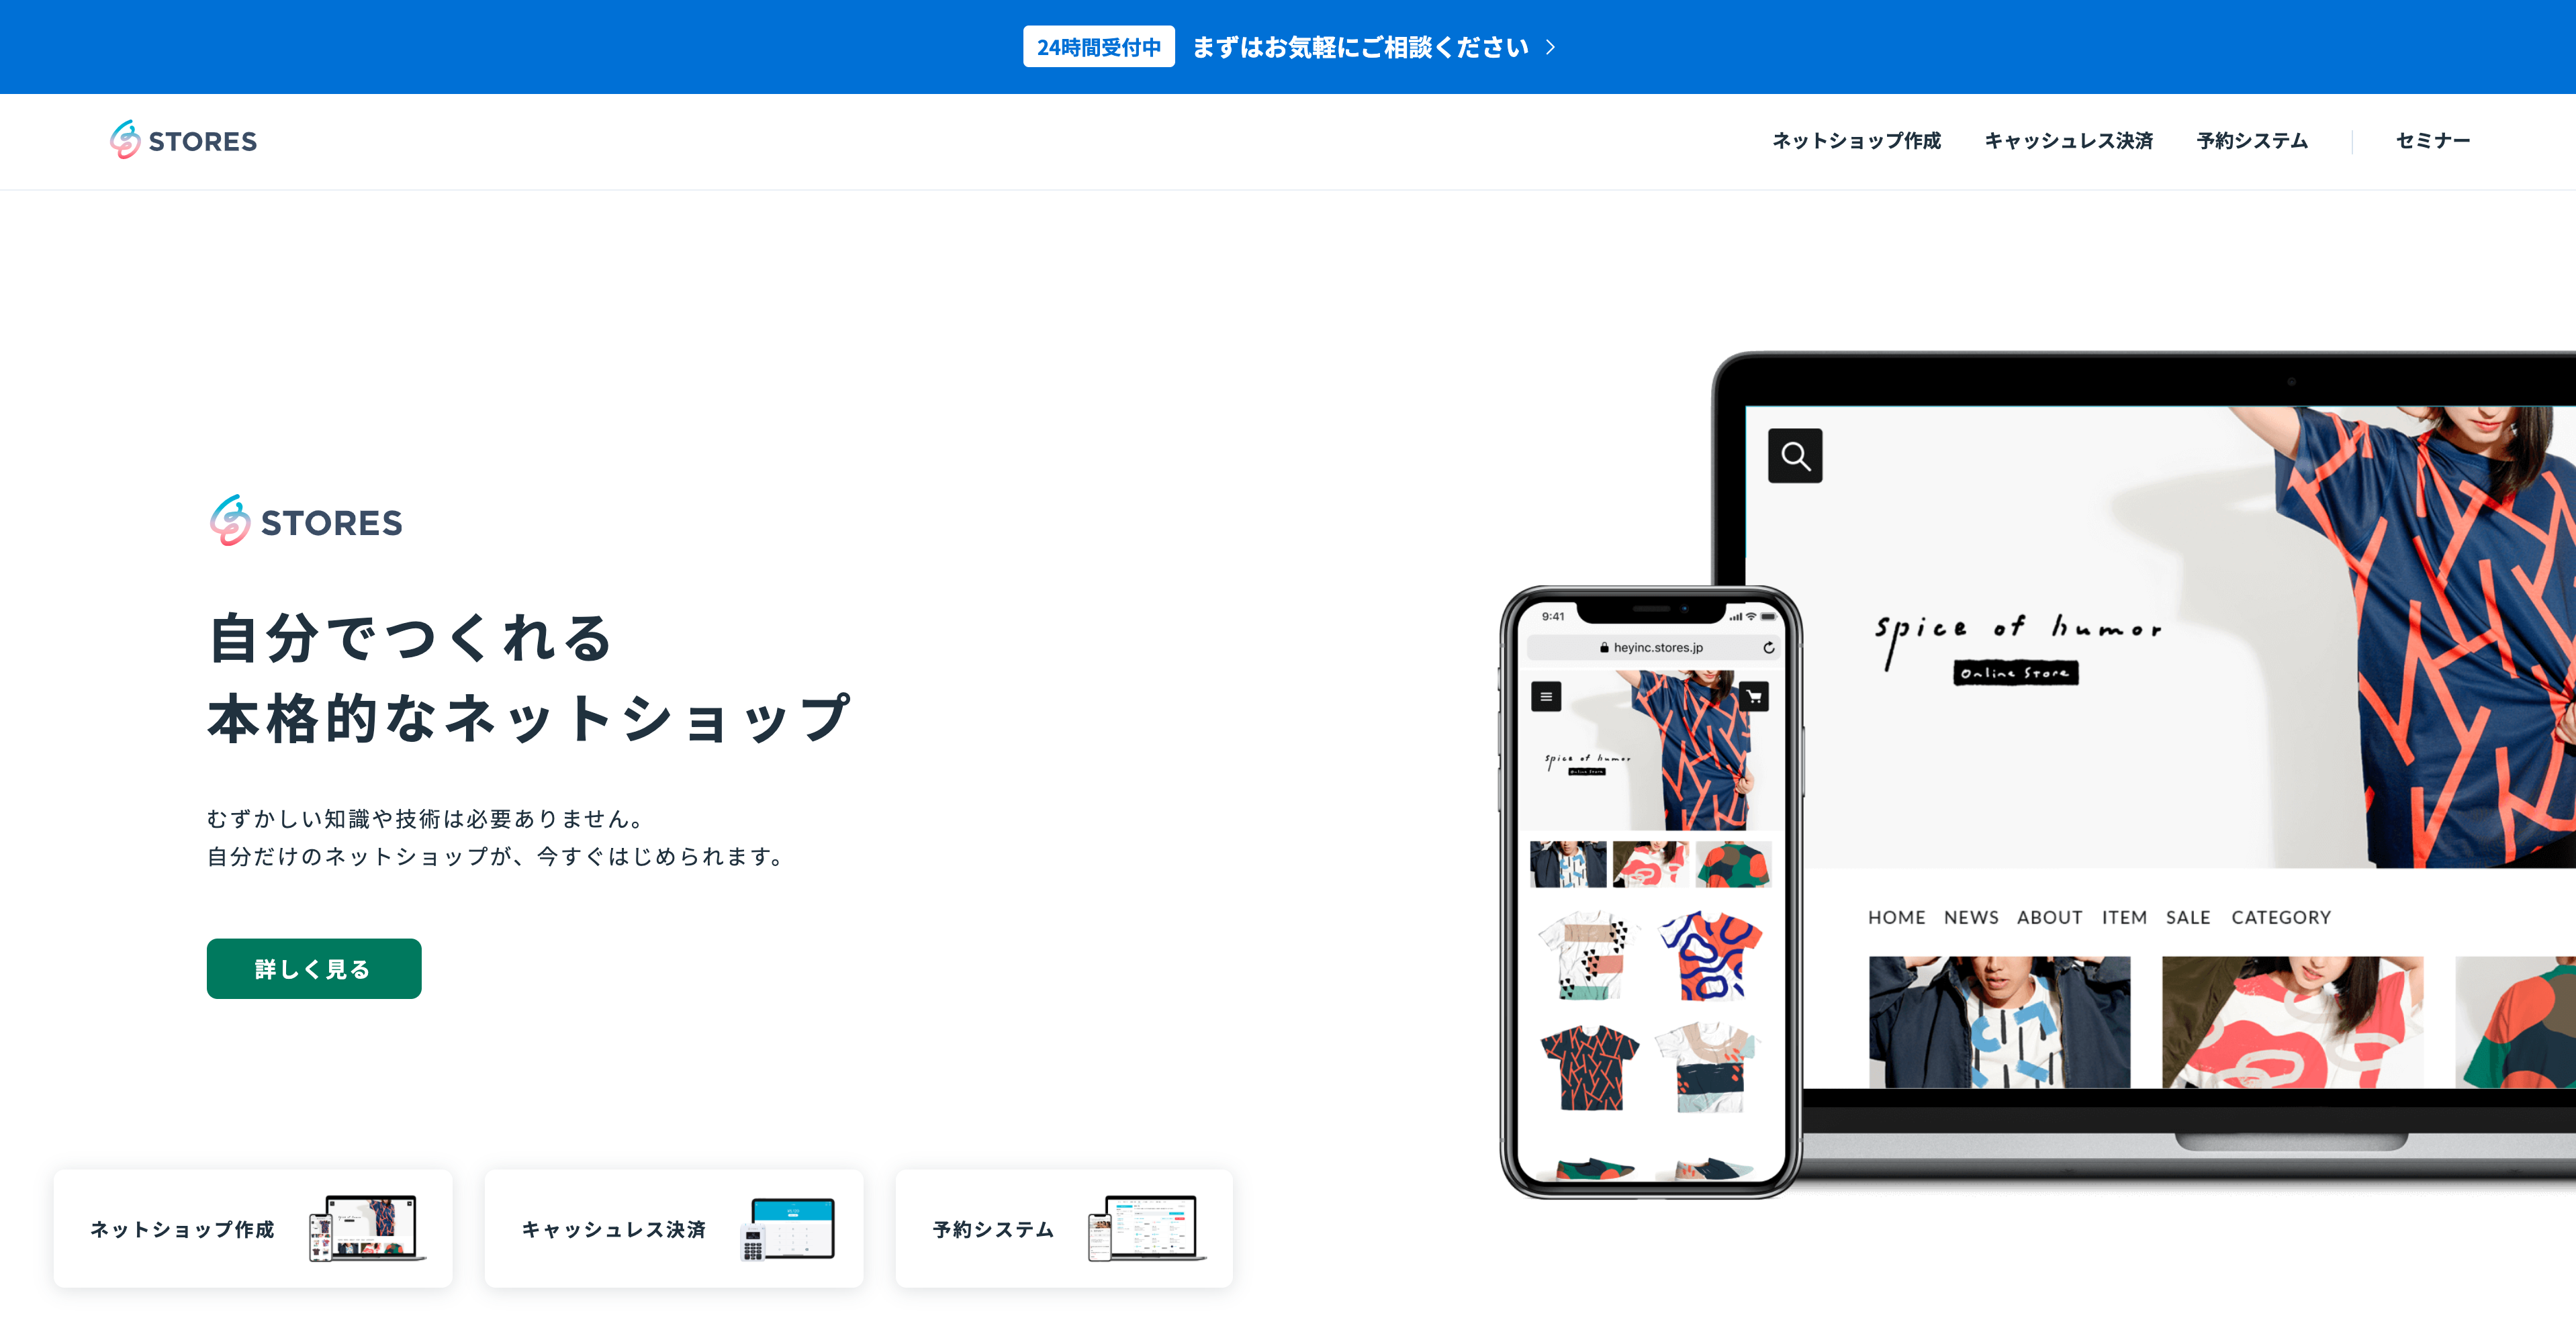 24時間受付中 まずはお気軽にご相談ください
STORES
ネットショップ作成 キャッシュレス決済 予約システム セミナー
STORES
自分でつくれる
本格的なネットショップ
むずかしい知識や技術は必要ありません。
自分だけのネットショップが、今すぐはじめられます。
詳しく見る
9:41
heyinc.stores.jp
spice of humor
Online Store
spice of humor
Online Store
HOME NEWS ABOUT ITEM SALE CATEGORY
ネットショップ作成
キャッシュレス決済
予約システム